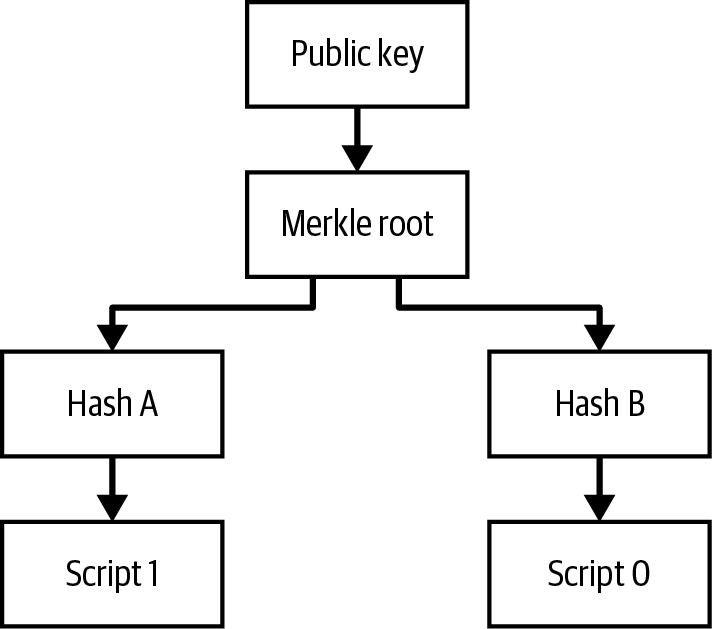 Public key
Merkle root
Hash A
Hash B
Script 1
Script 0